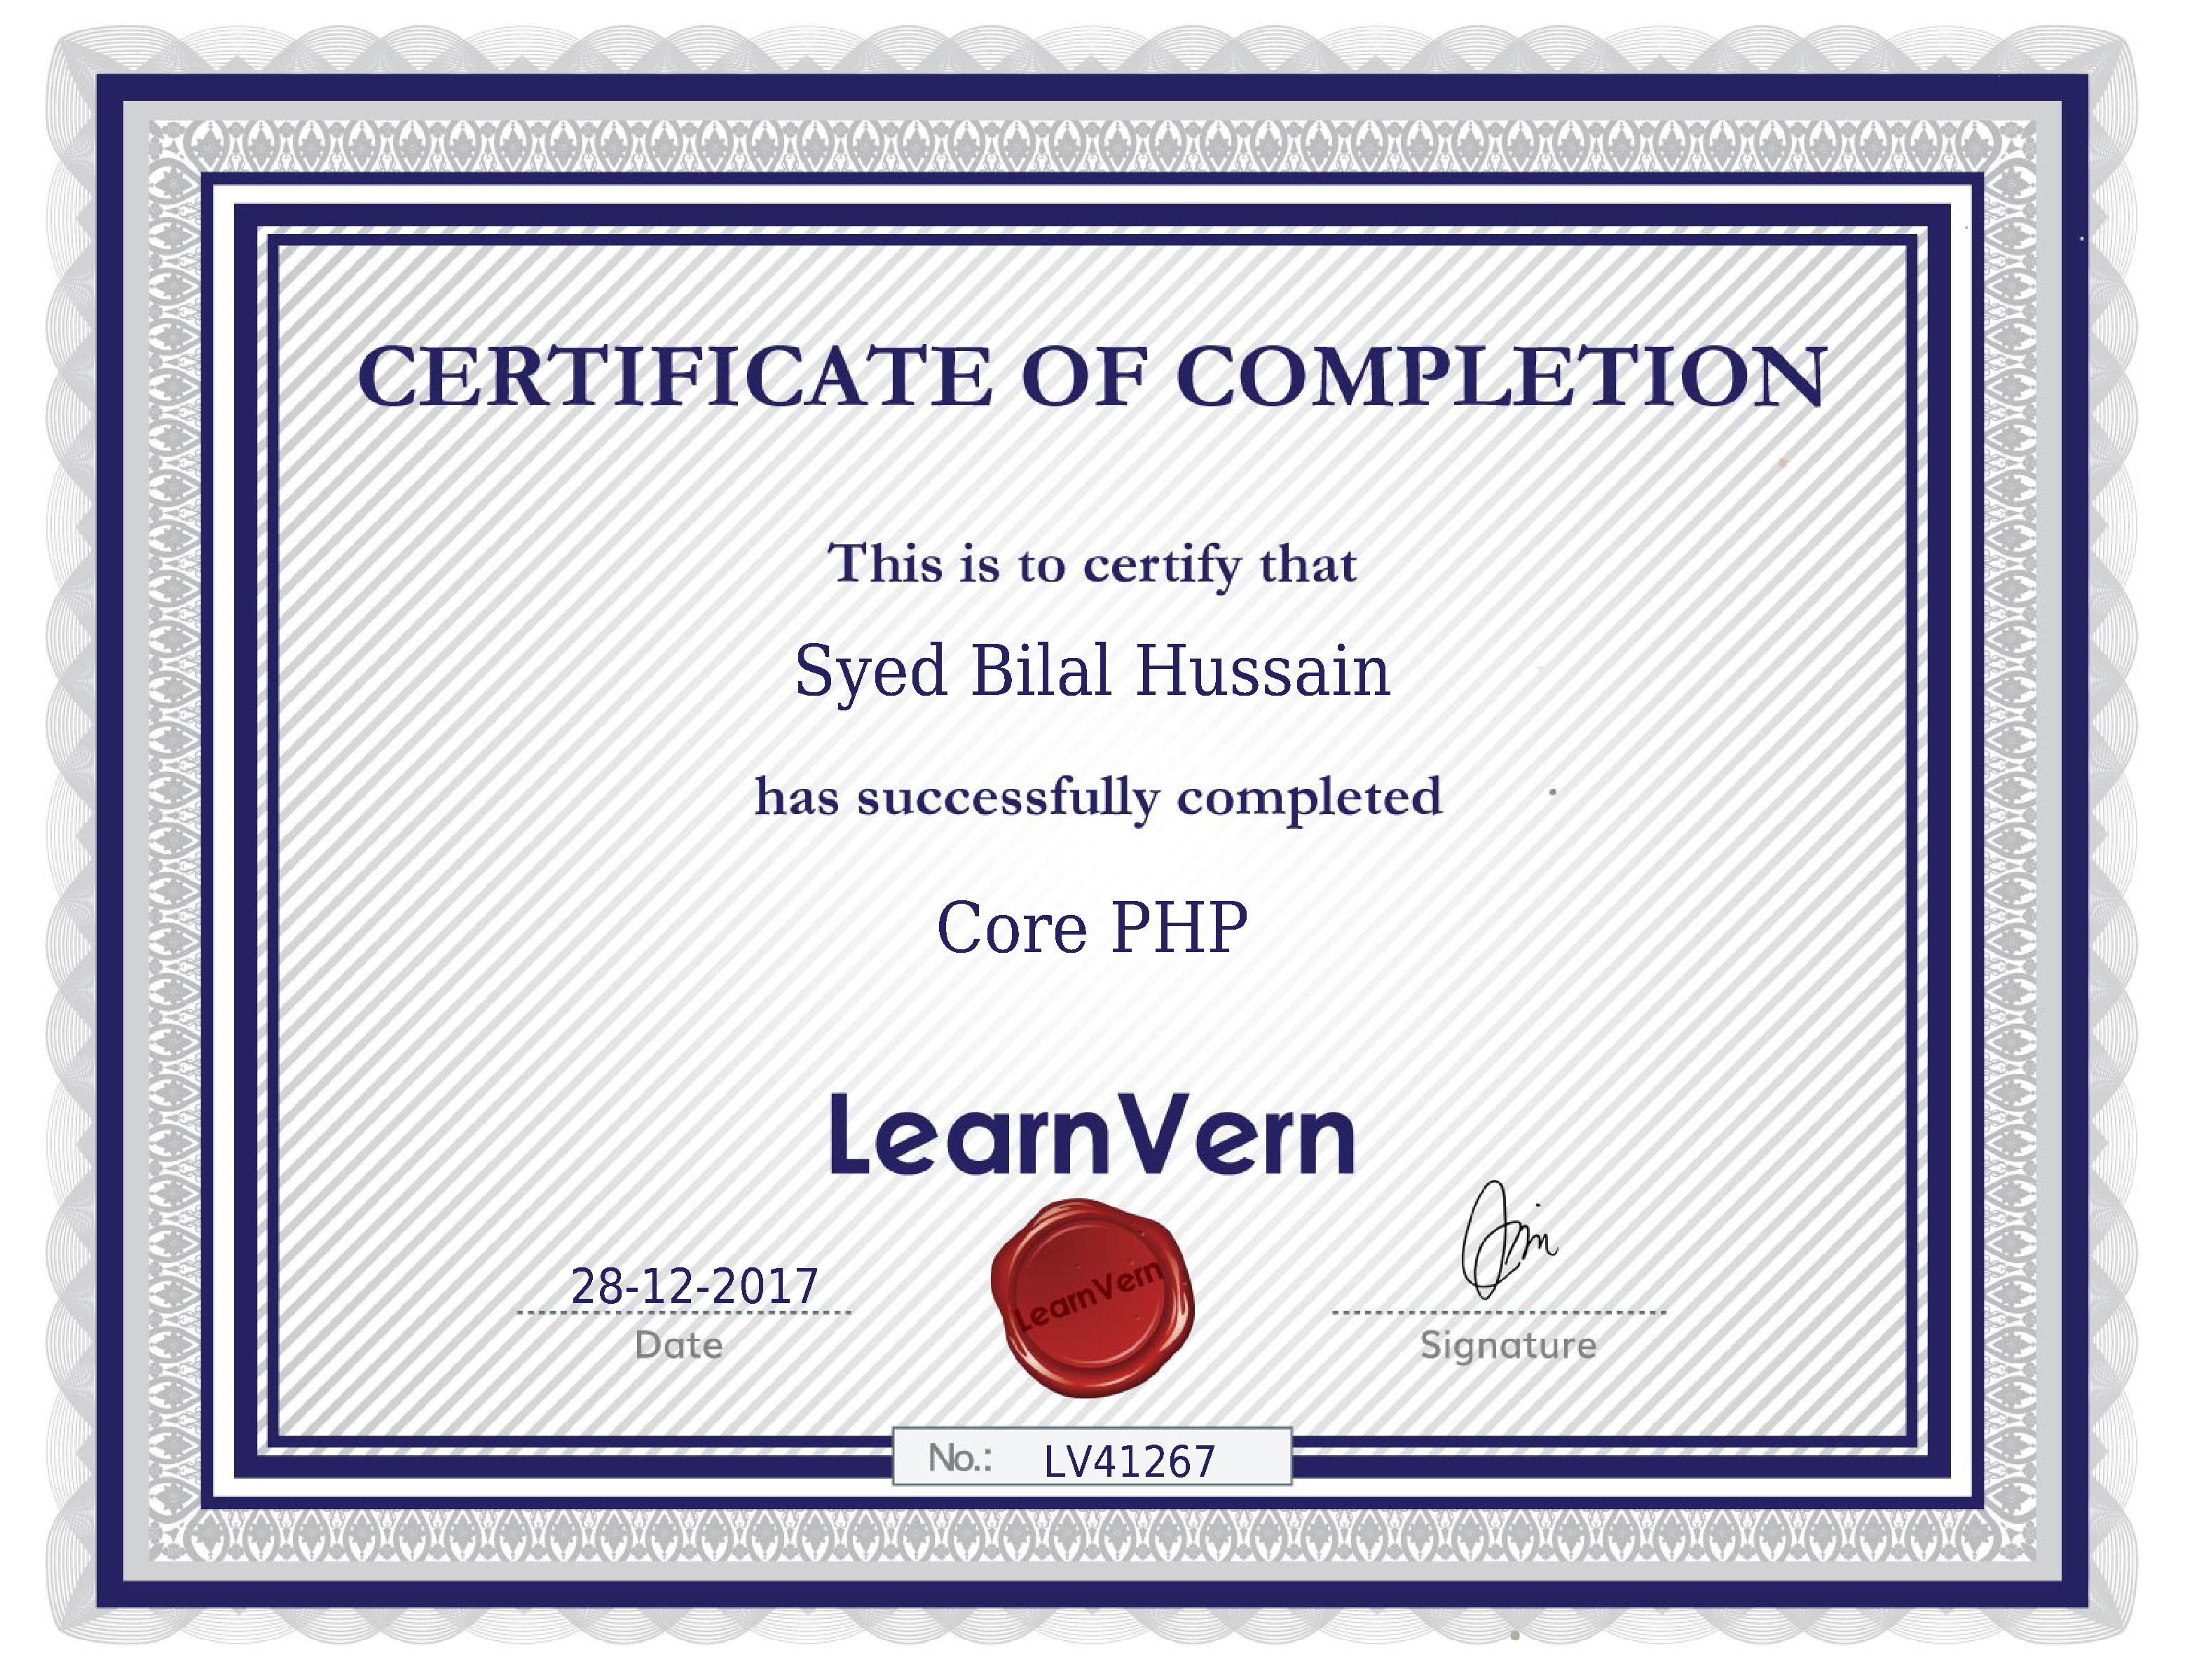 CERTIFICATE OF COMPLETION
This is to certify that
Syed Bilal Hussain
has successfully completed
Core PHP
LearnVern
LearnVern
28-12-2017
Date
Signature
No.: LV41267